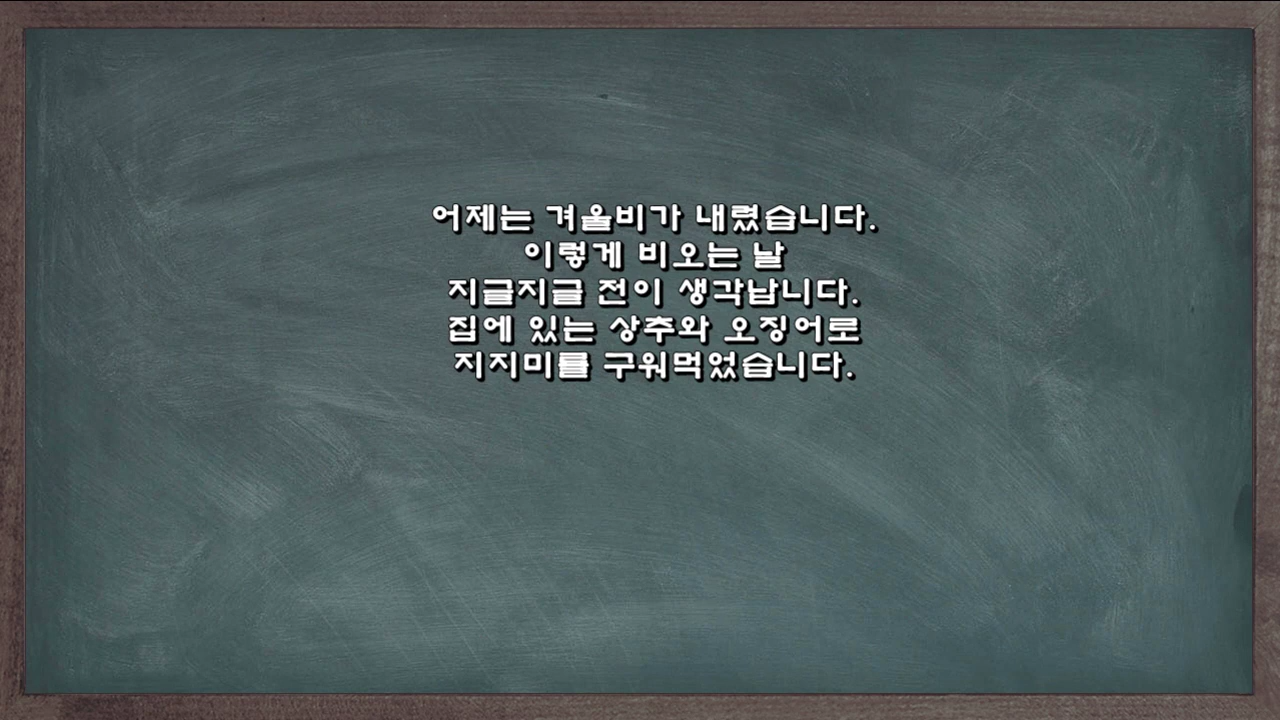 어제는 겨울비가 내렸습니다.
이렇게 비오는 날
지글지글 전이 생각납니다.
집에 있는 상추와 오징어로
지지미를 구워먹었습니다.